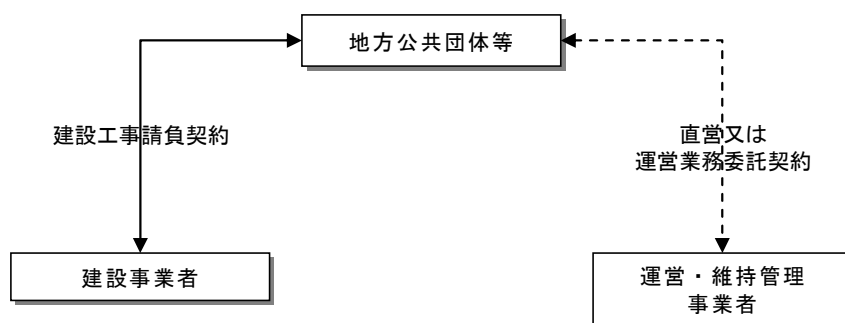 地方公共団体等
建設工事請負契約
直営又は
運営業務委託契約
建設事業者
運営・維持管理
事業者